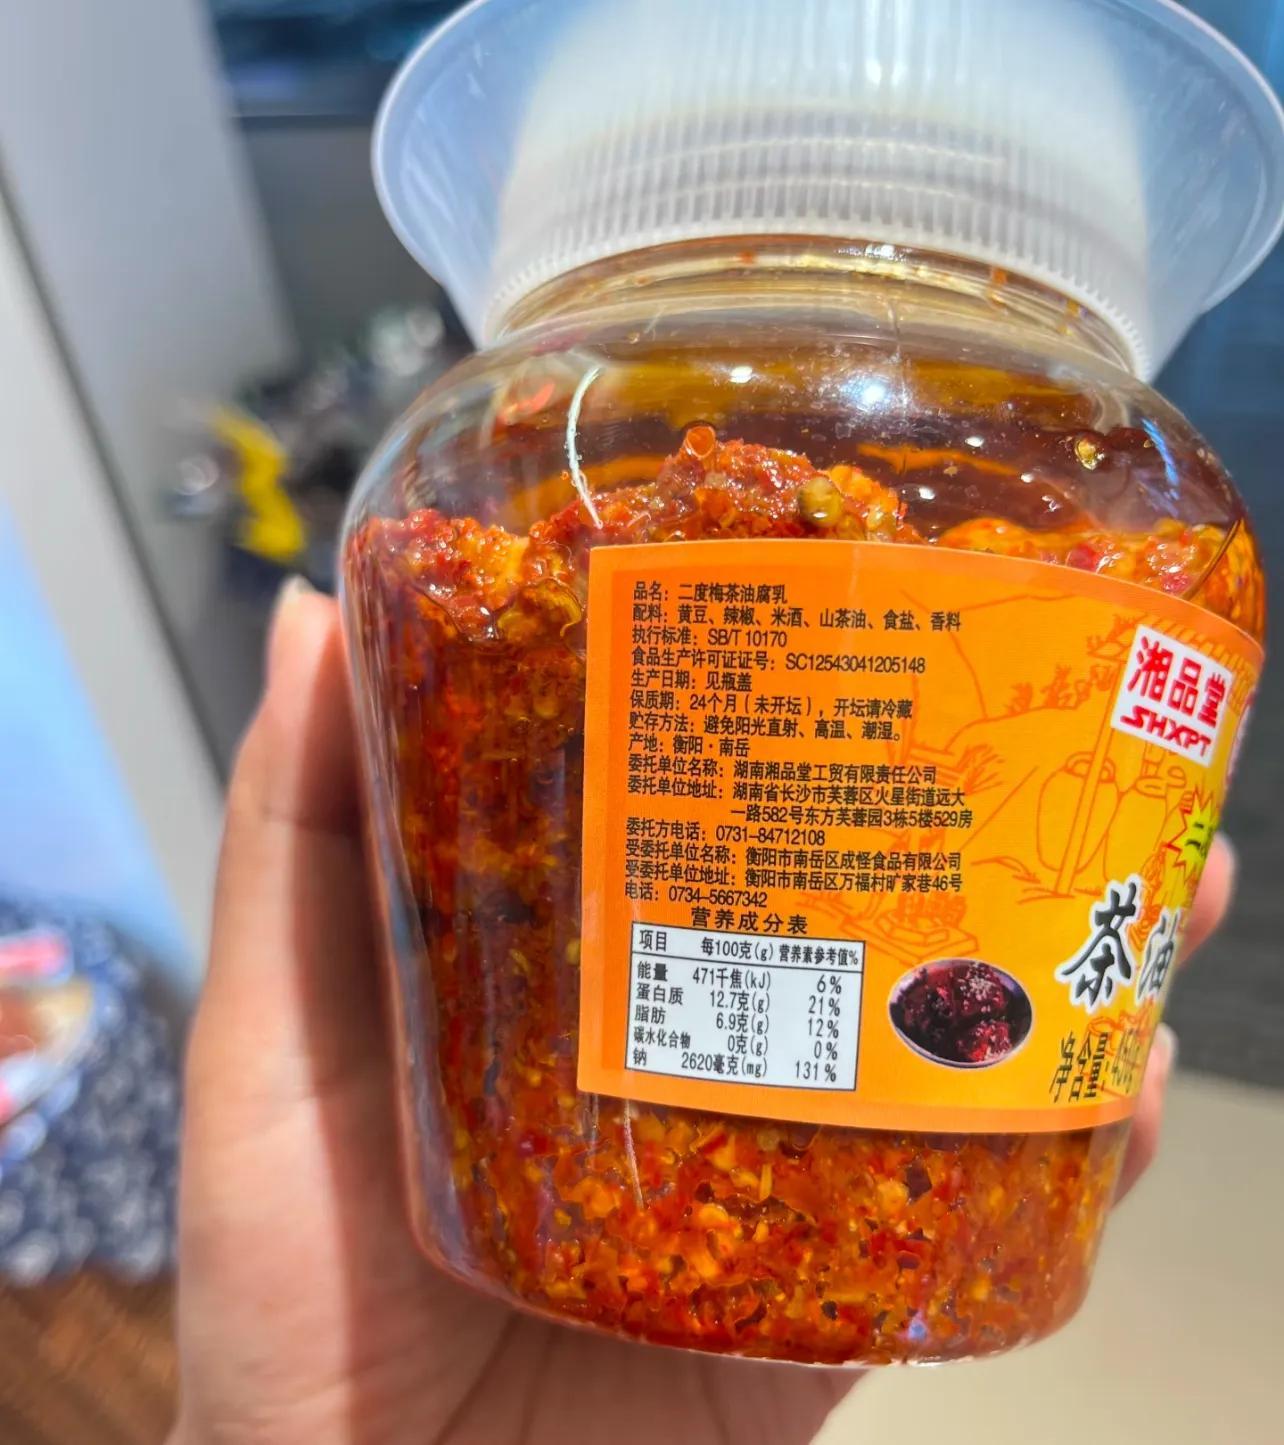 品名：二度梅茶油腐乳
配料：黄豆、辣椒、米酒、山茶油、食盐、香料
执行标准：SB/T 10170
食品生产许可证证号：SC12543041205148
生产日期：见瓶盖
保质期：24个月（未开坛），开坛请冷藏
贮存方法：避免阳光直射、高温、潮湿。
产地：衡阳·南岳
委托单位名称：湖南湘品堂工贸有限责任公司
委托单位地址：湖南省长沙市芙蓉区火星街道远大
一路582号东方芙蓉园3栋5楼529房
委托方电话：0731-84712108
受委托单位名称：衡阳市南岳区成怪食品有限公司
受委托单位地址：衡阳市南岳区万福村旷家巷46号
电话：0734-5667342
营养成分表
项目 每100克(g) 营养素参考值%
能量 471千焦(kJ) 6%
蛋白质 12.7克(g) 21%
脂肪 6.9克(g) 12%
碳水化合物 0克(g) 0%
钠 2620毫克(mg) 131%
湘品堂
SHXPT
二
茶油
净含量: